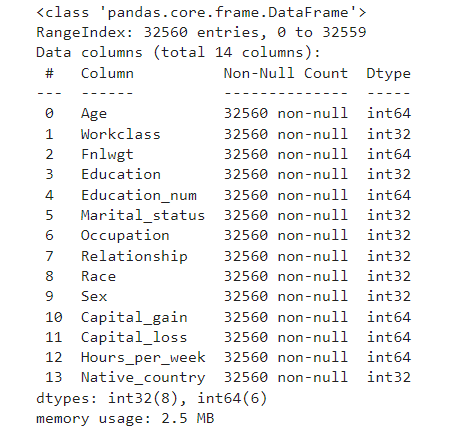 <class 'pandas.core.frame.DataFrame'>
RangeIndex: 32560 entries, 0 to 32559
Data columns (total 14 columns):
 #   Column          Non-Null Count  Dtype
---  ------          --------------  -----
 0   Age             32560 non-null  int64
 1   Workclass       32560 non-null  int32
 2   Fnlwgt          32560 non-null  int64
 3   Education       32560 non-null  int32
 4   Education_num   32560 non-null  int64
 5   Marital_status  32560 non-null  int32
 6   Occupation      32560 non-null  int32
 7   Relationship    32560 non-null  int32
 8   Race            32560 non-null  int32
 9   Sex             32560 non-null  int32
 10  Capital_gain    32560 non-null  int64
 11  Capital_loss    32560 non-null  int64
 12  Hours_per_week  32560 non-null  int64
 13  Native_country  32560 non-null  int32
dtypes: int32(8), int64(6)
memory usage: 2.5 MB